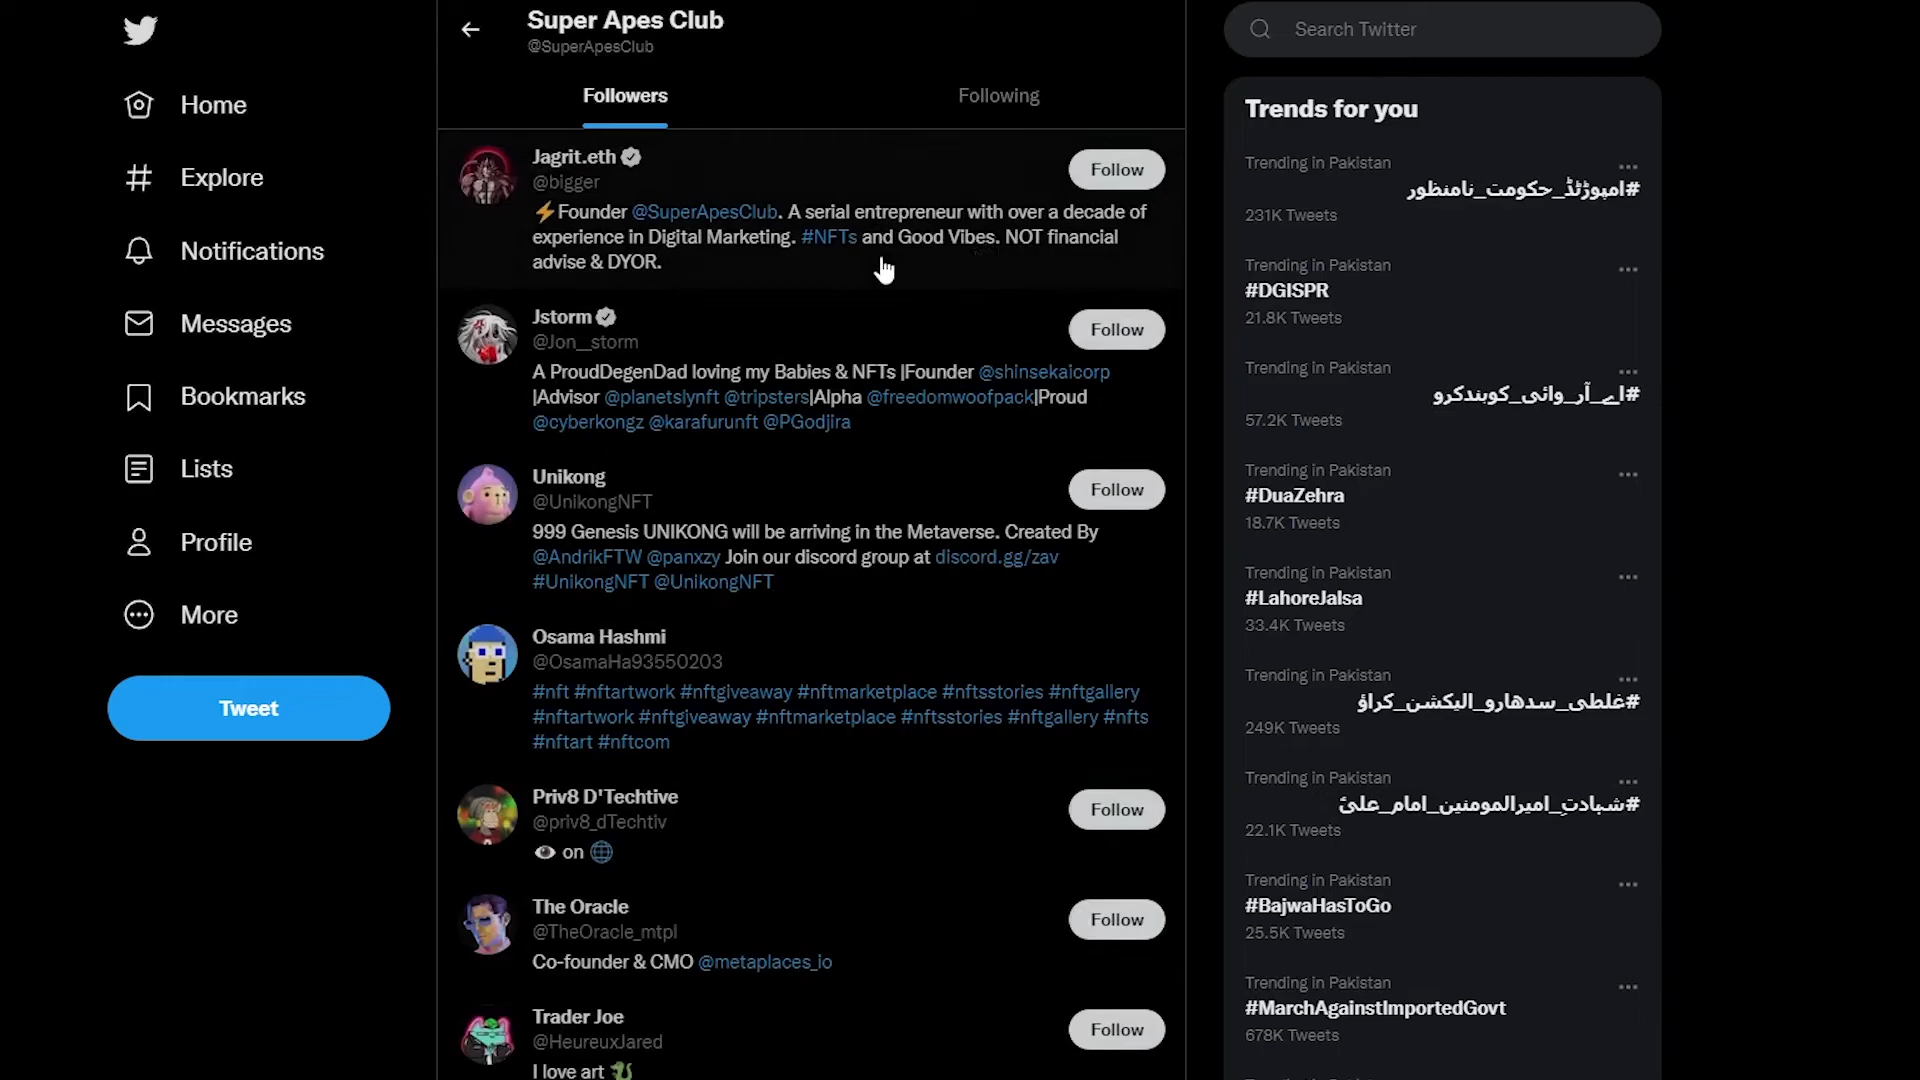 Home
Explore
Notifications
Messages
Bookmarks
Lists
Profile
More
Tweet
Super Apes Club
@SuperApesClub
Followers
Following
Jagrit.eth
@bigger
Follow
⚡Founder @SuperApesClub. A serial entrepreneur with over a decade of
experience in Digital Marketing. #NFTs and Good Vibes. NOT financial
advise & DYOR.
Jstorm
@Jon__storm
Follow
A ProudDegenDad loving my Babies & NFTs |Founder @shinsekaicorp
|Advisor @planetslynft @tripsters|Alpha @freedomwoofpack|Proud
@cyberkongz @karafurunft @PGodjira
Unikong
@UnikongNFT
Follow
999 Genesis UNIKONG will be arriving in the Metaverse. Created By
@AndrikFTW @panxzy Join our discord group at discord.gg/zav
#UnikongNFT @UnikongNFT
Osama Hashmi
@OsamaHa93550203
#nft #nftartwork #nftgiveaway #nftmarketplace #nftsstories #nftgallery
#nftartwork #nftgiveaway #nftmarketplace #nftsstories #nftgallery #nfts
#nftart #nftcom
Priv8 D'Techtive
@priv8_dTechtiv
Follow
👁 on 🌐
The Oracle
@TheOracle_mtpl
Follow
Co-founder & CMO @metaplaces_io
Trader Joe
@HeureuxJared
Follow
I love art 🐉
Search Twitter
Trends for you
Trending in Pakistan
#امپورٹڈ_حکومت_نامنظور
231K Tweets
Trending in Pakistan
#DGISPR
21.8K Tweets
Trending in Pakistan
#اے_آر_وائی_کوبندکرو
57.2K Tweets
Trending in Pakistan
#DuaZehra
18.7K Tweets
Trending in Pakistan
#LahoreJalsa
33.4K Tweets
Trending in Pakistan
#غلطی_سدھارو_الیکشن_کراؤ
249K Tweets
Trending in Pakistan
#شہادتِ_امیرالمومنین_امام_علیؑ
22.1K Tweets
Trending in Pakistan
#BajwaHasToGo
25.5K Tweets
Trending in Pakistan
#MarchAgainstImportedGovt
678K Tweets